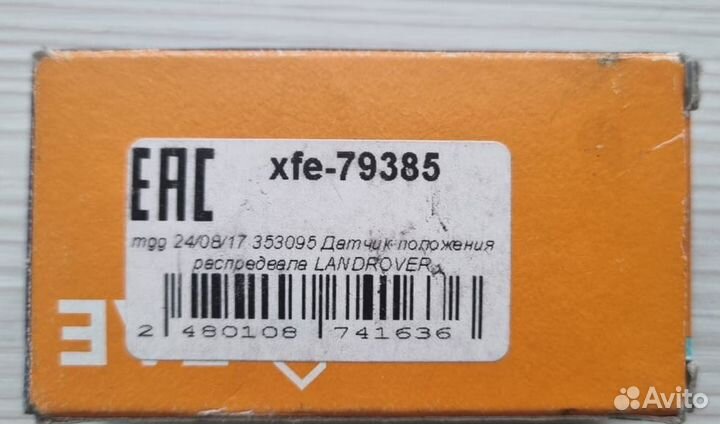 EAC xfe-79385
mgg 24/08/17 353095 Датчик положения
распредвала LANDROVER
2 480108 741636
Avito